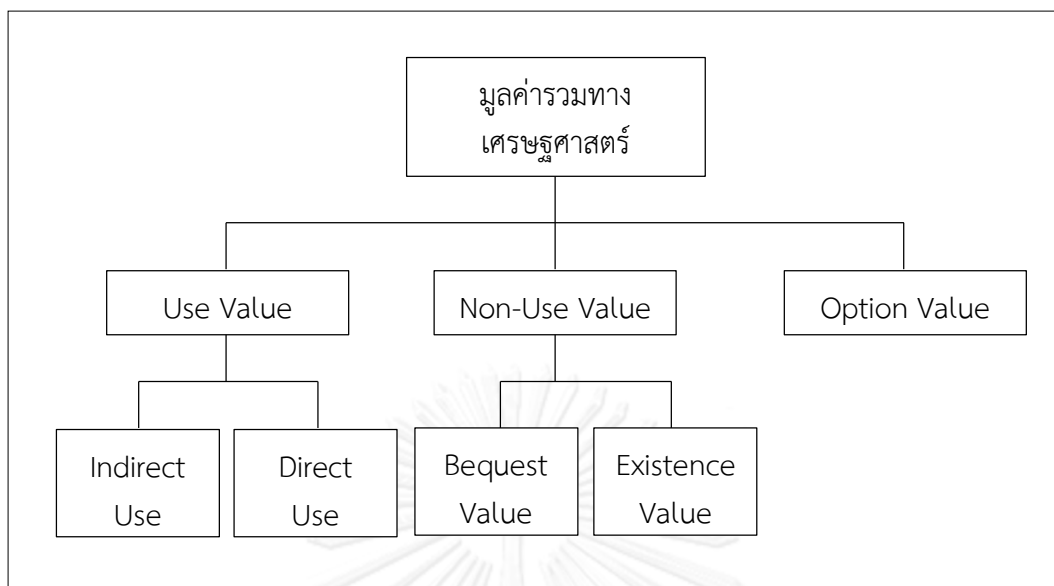 มูลค่ารวมทาง
เศรษฐศาสตร์
Use Value
Non-Use Value
Option Value
Indirect
Use
Direct
Use
Bequest
Value
Existence
Value